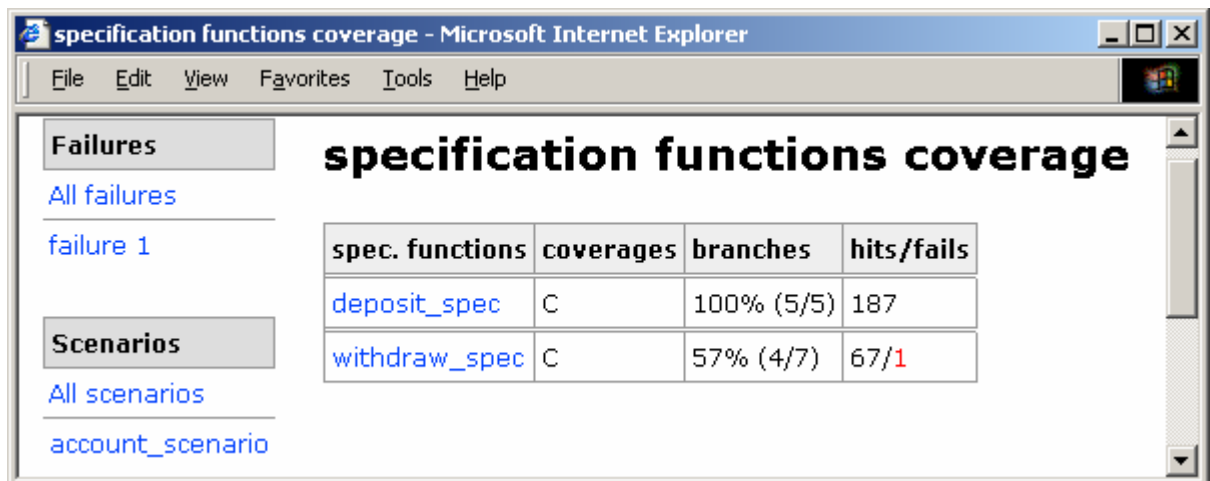 specification functions coverage - Microsoft Internet Explorer
File Edit View Favorites Tools Help
Failures
All failures
failure 1
Scenarios
All scenarios
account_scenario
specification functions coverage
spec. functions coverages branches hits/fails
deposit_spec C 100% (5/5) 187
withdraw_spec C 57% (4/7) 67/1